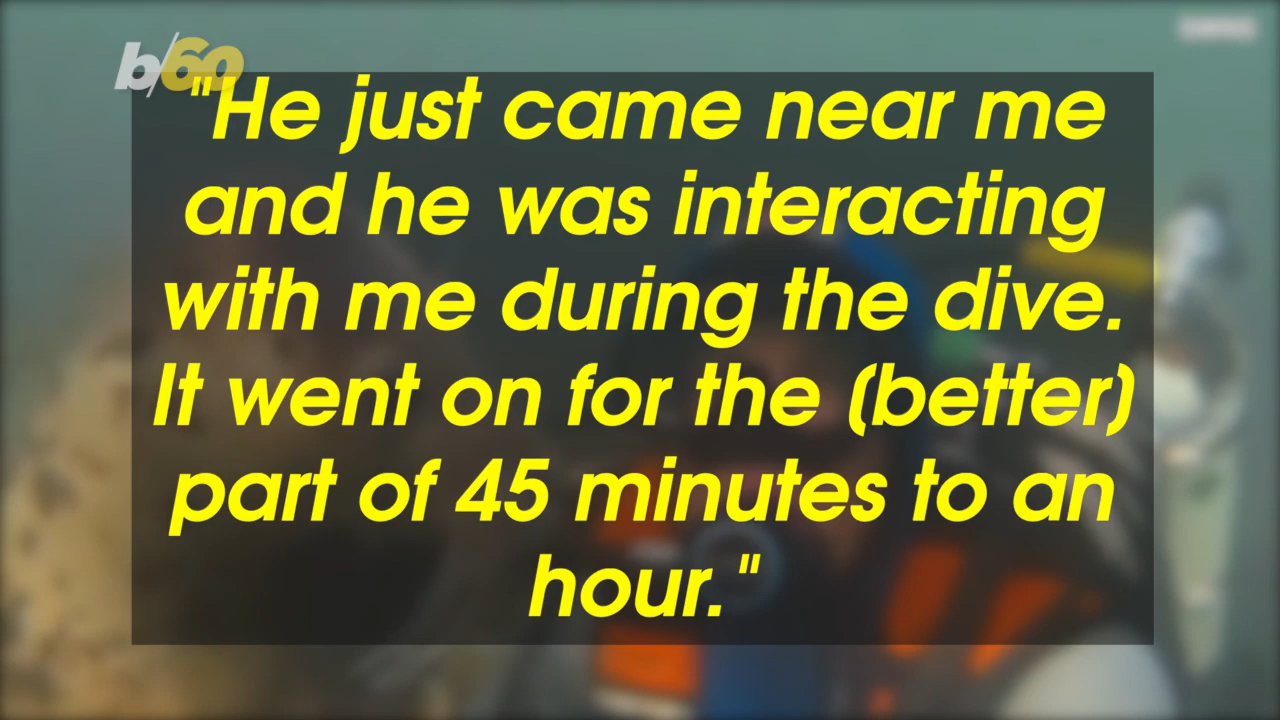 b/60
"He just came near me
and he was interacting
with me during the dive.
It went on for the (better)
part of 45 minutes to an
hour."